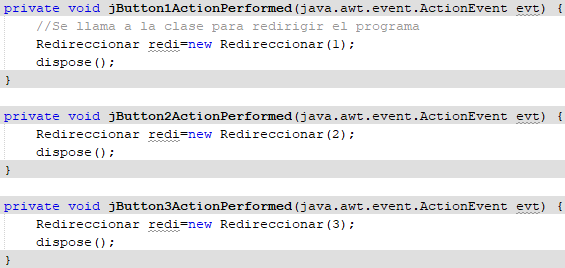 private void jButton1ActionPerformed(java.awt.event.ActionEvent evt) {
//Se llama a la clase para redirigir el programa
Redireccionar redi=new Redireccionar(1);
dispose();
}
private void jButton2ActionPerformed(java.awt.event.ActionEvent evt) {
Redireccionar redi=new Redireccionar(2);
dispose();
}
private void jButton3ActionPerformed(java.awt.event.ActionEvent evt) {
Redireccionar redi=new Redireccionar(3);
dispose();
}